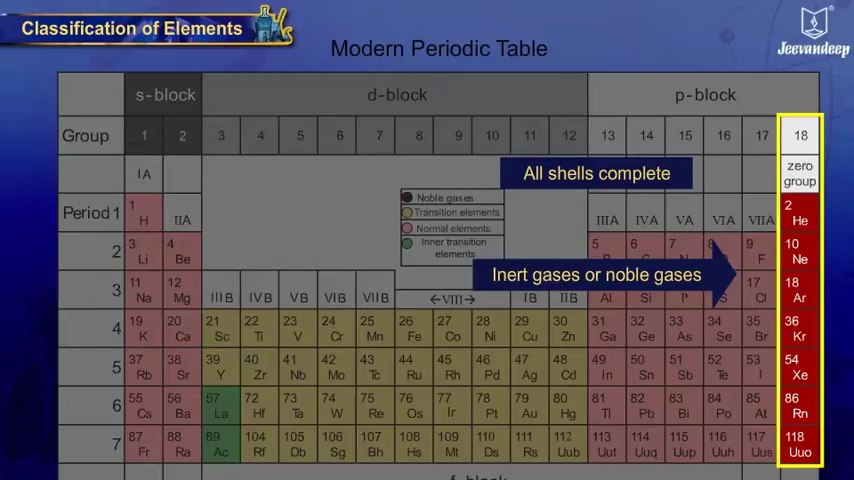 Classification of Elements
Jeevandeep
Modern Periodic Table
s-block d-block p-block
Group 1 2 3 4 5 6 7 8 9 10 11 12 13 14 15 16 17 18
IA All shells complete zero group
Noble gases
Transition elements
Normal elements
Inner transition elements
Period 1 1 H IIA IIIA IVA VA VIA VIIA 2 He
2 3 Li 4 Be 5 6 7 8 9 F 10 Ne
Inert gases or noble gases
3 11 Na 12 Mg IIIB IVB VB VIB VIIB ←VIII→ IB IIB Al Si P 17 Cl 18 Ar
4 19 K 20 Ca 21 Sc 22 Ti 23 V 24 Cr 25 Mn 26 Fe 27 Co 28 Ni 29 Cu 30 Zn 31 Ga 32 Ge 33 As 34 Se 35 Br 36 Kr
5 37 Rb 38 Sr 39 Y 40 Zr 41 Nb 42 Mo 43 Tc 44 Ru 45 Rh 46 Pd 47 Ag 48 Cd 49 In 50 Sn 51 Sb 52 Te 53 I 54 Xe
6 55 Cs 56 Ba 57 La 72 Hf 73 Ta 74 W 75 Re 76 Os 77 Ir 78 Pt 79 Au 80 Hg 81 Tl 82 Pb 83 Bi 84 Po 85 At 86 Rn
7 87 Fr 88 Ra 89 Ac 104 Rf 105 Db 106 Sg 107 Bh 108 Hs 109 Mt 110 Ds 111 Rs 112 Uub 113 Uut 114 Uuq 115 Uup 116 Uuh 117 Uus 118 Uuo